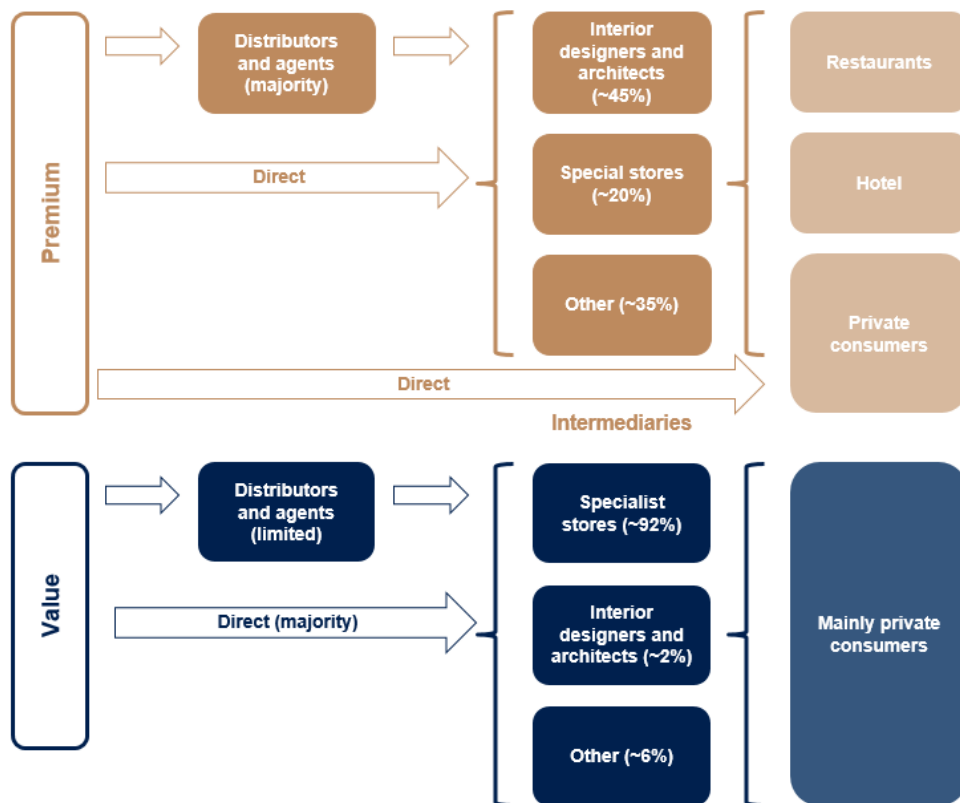 Premium
Distributors
and agents
(majority)
Direct
Interior
designers and
architects
(~45%)
Special stores
(~20%)
Other (~35%)
Restaurants
Hotel
Private
consumers
Direct
Intermediaries
Value
Distributors
and agents
(limited)
Direct (majority)
Specialist
stores (~92%)
Interior
designers and
architects (~2%)
Other (~6%)
Mainly private
consumers